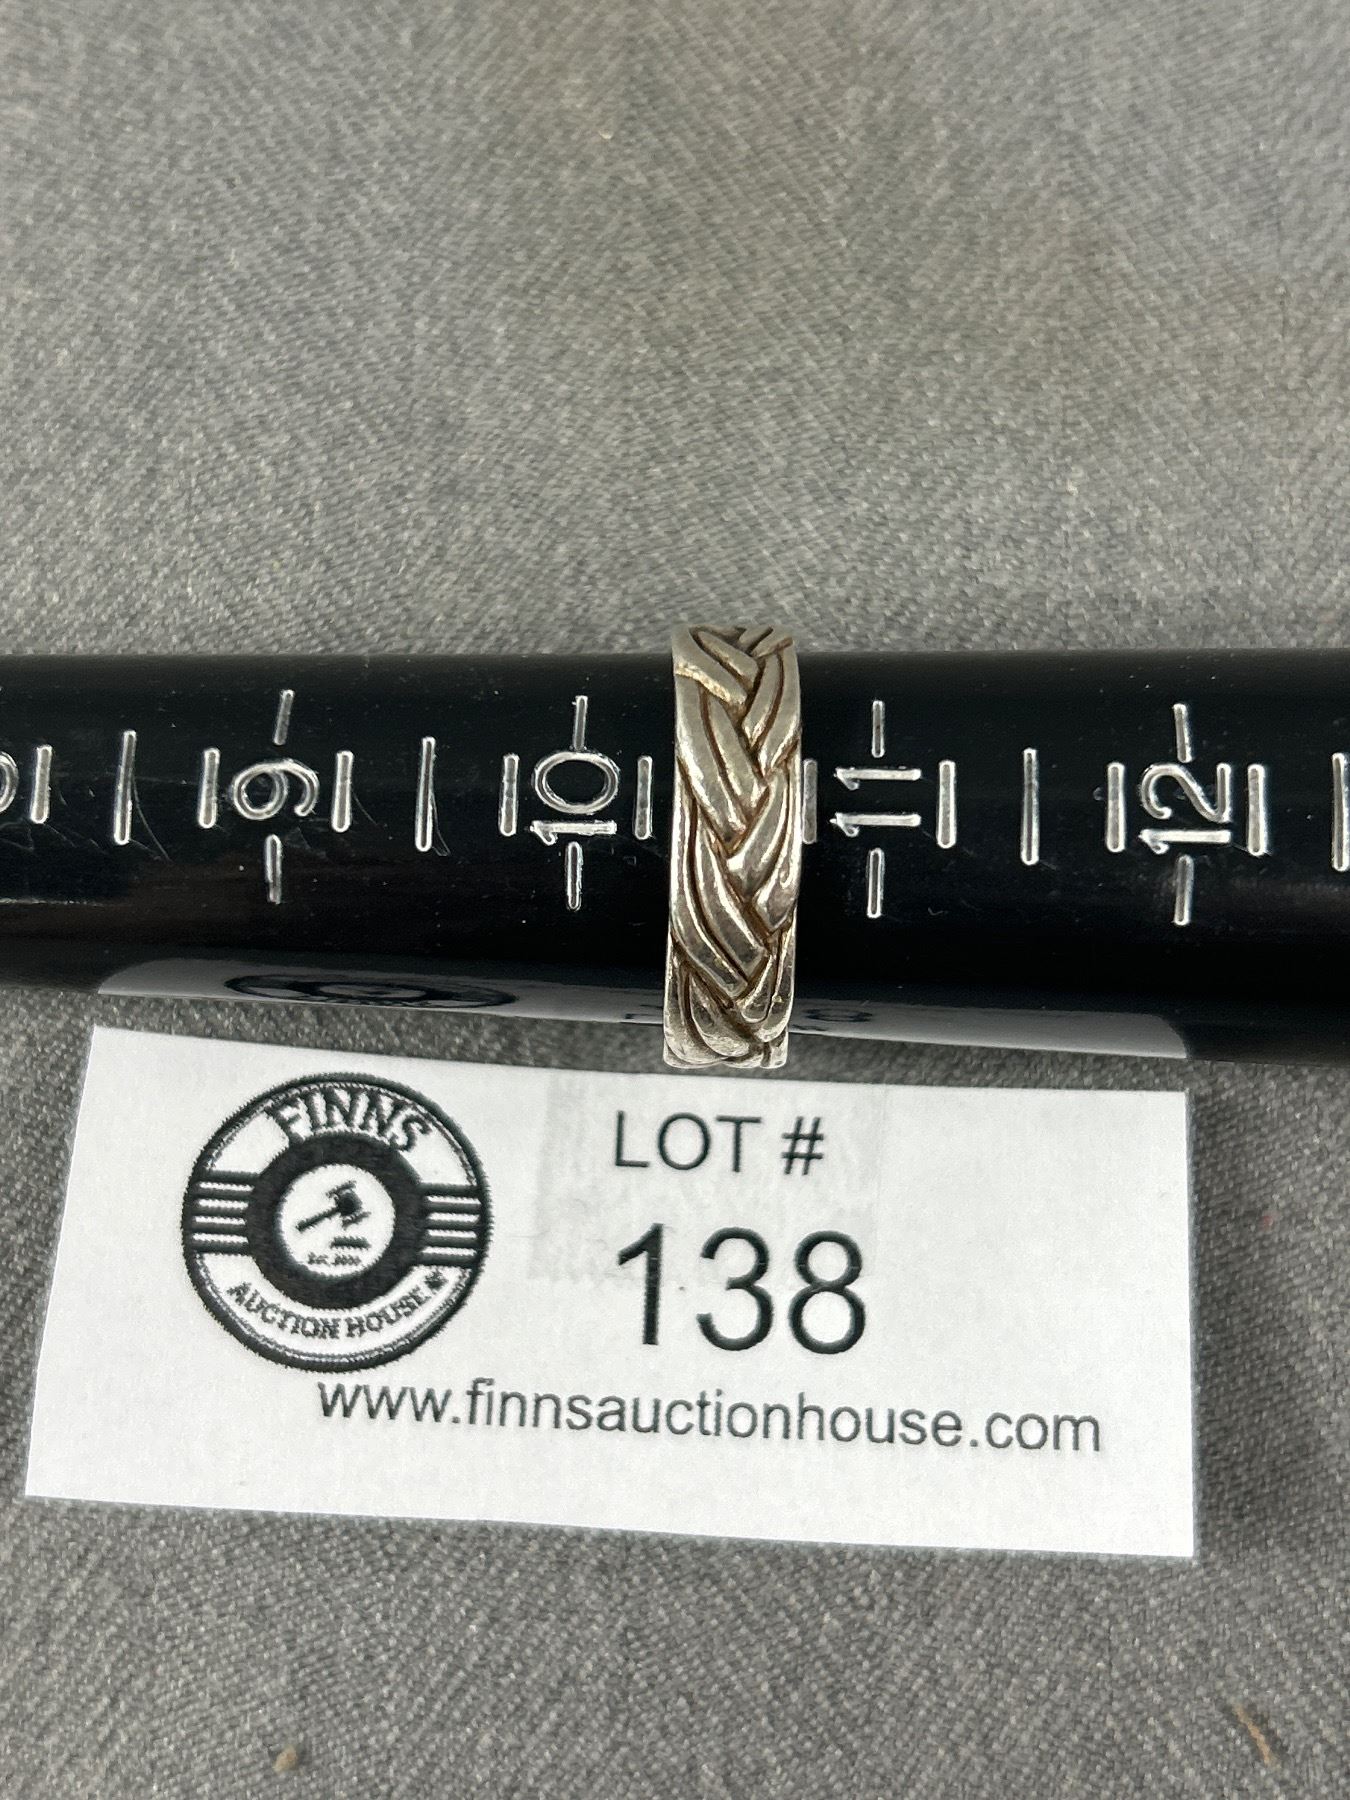 9
10
11
12
FINNS
AUCTION HOUSE
LOT #
138
www.finnsauctionhouse.com